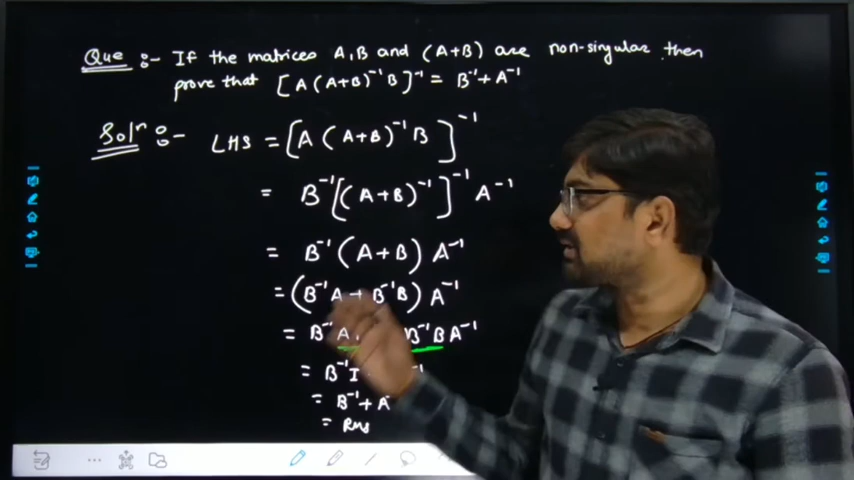 Que :- If the matrices A,B and (A+B) are non-singular then
prove that [A(A+B)⁻¹B]⁻¹ = B⁻¹+A⁻¹
Solⁿ :- LHS = [A(A+B)⁻¹B]⁻¹
= B⁻¹[(A+B)⁻¹]⁻¹A⁻¹
= B⁻¹(A+B)A⁻¹
= (B⁻¹A+B⁻¹B)A⁻¹
= B⁻¹A B⁻¹BA⁻¹
= B⁻¹I ⁻¹
= B⁻¹+A
= RHS